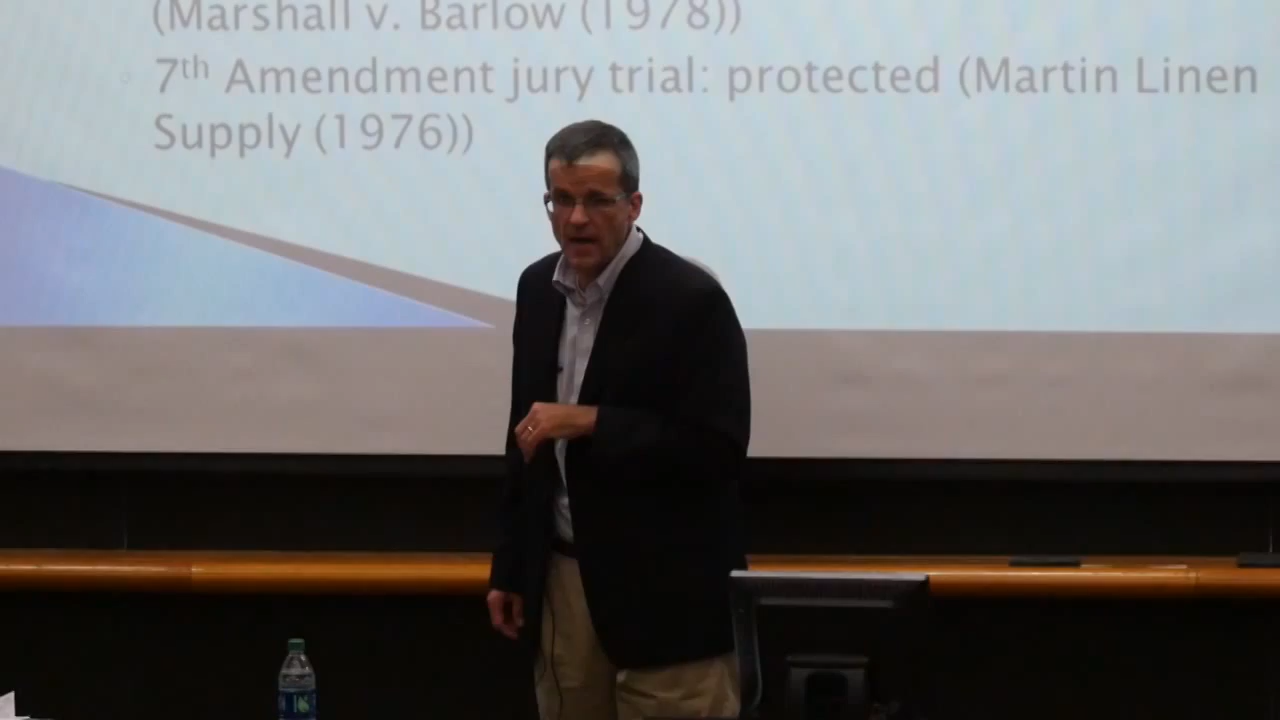 (Marshall v. Barlow (1978))
7th Amendment jury trial: protected (Martin Linen
Supply (1976))